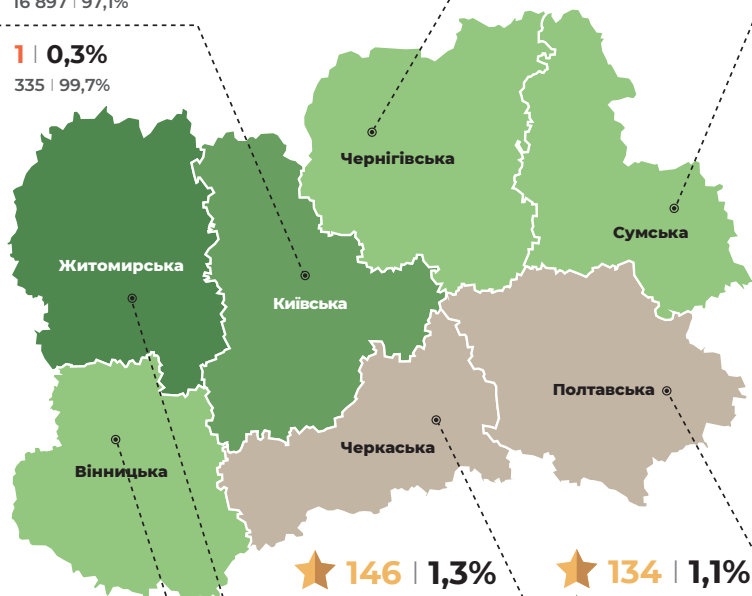 16 897 | 97,1%
1 | 0,3%
335 | 99,7%
Чернігівська
Сумська
Житомирська
Київська
Полтавська
Черкаська
Вінницька
146 | 1,3%
134 | 1,1%